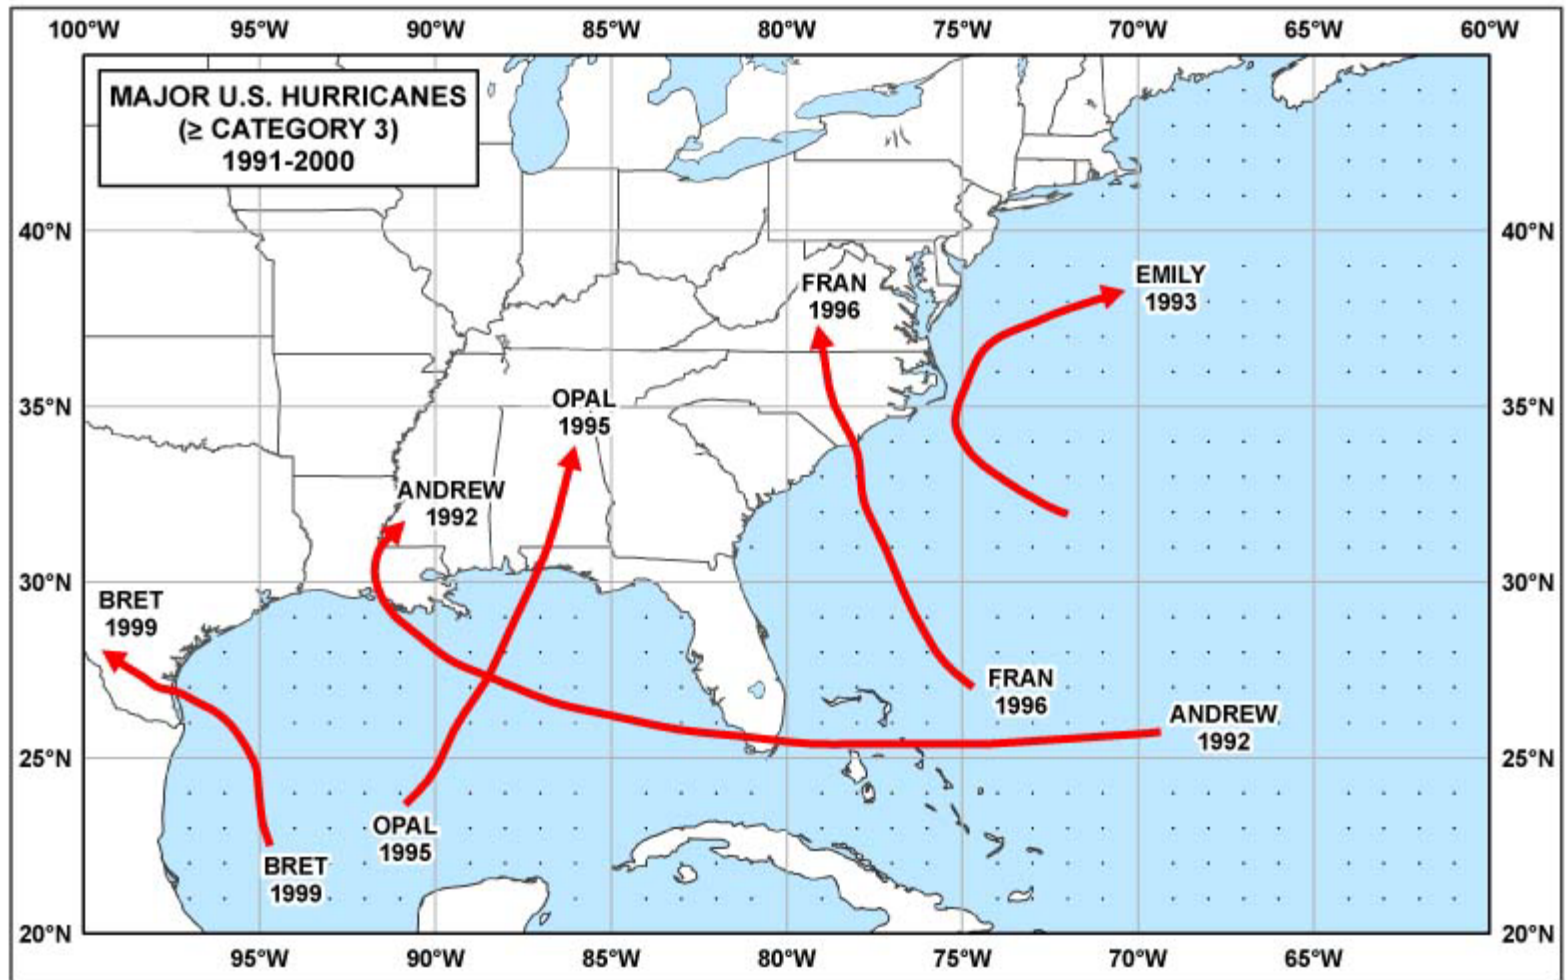 100°W 95°W 90°W 85°W 80°W 75°W 70°W 65°W 60°W
MAJOR U.S. HURRICANES
(≥ CATEGORY 3)
1991-2000
40°N 40°N
FRAN
1996
EMILY
1993
OPAL
1995
35°N 35°N
ANDREW
1992
30°N 30°N
BRET
1999
FRAN
1996
ANDREW
1992
25°N 25°N
OPAL
1995
BRET
1999
20°N 20°N
95°W 90°W 85°W 80°W 75°W 70°W 65°W